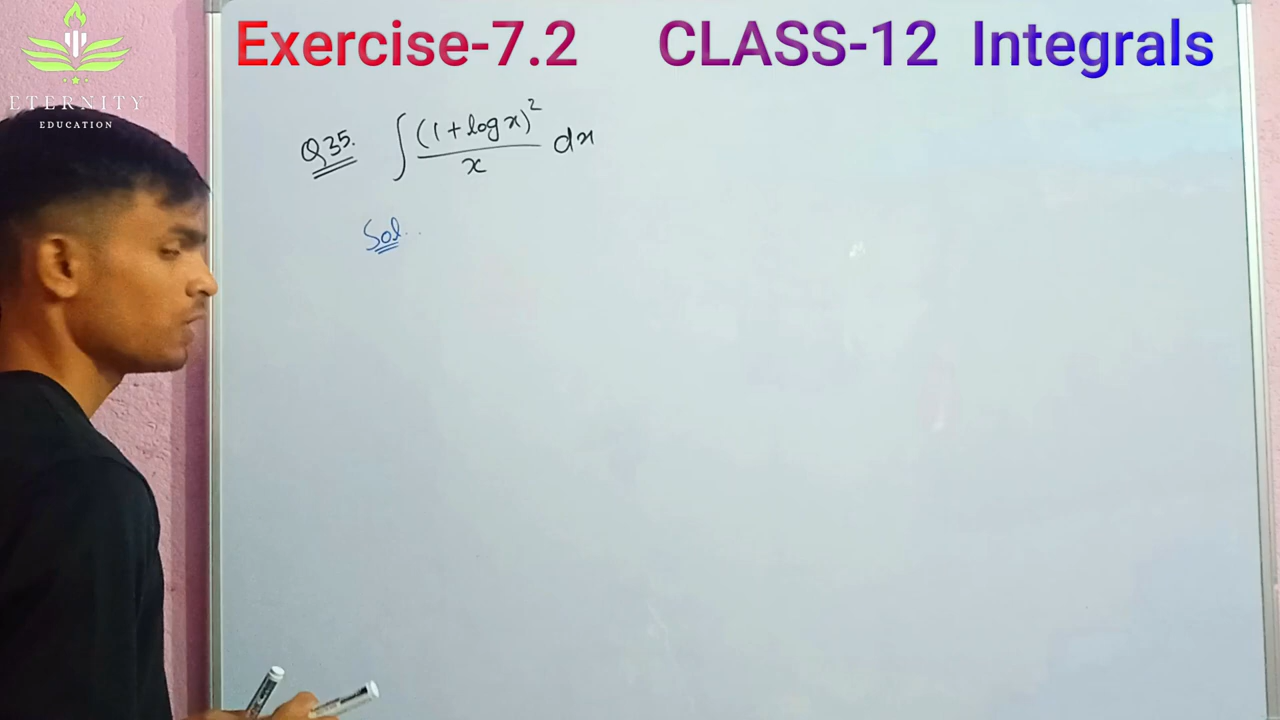 Exercise-7.2 CLASS-12 Integrals
ETERNITY
EDUCATION
Q35. ∫ (1+log x)² / x dx
Sol..